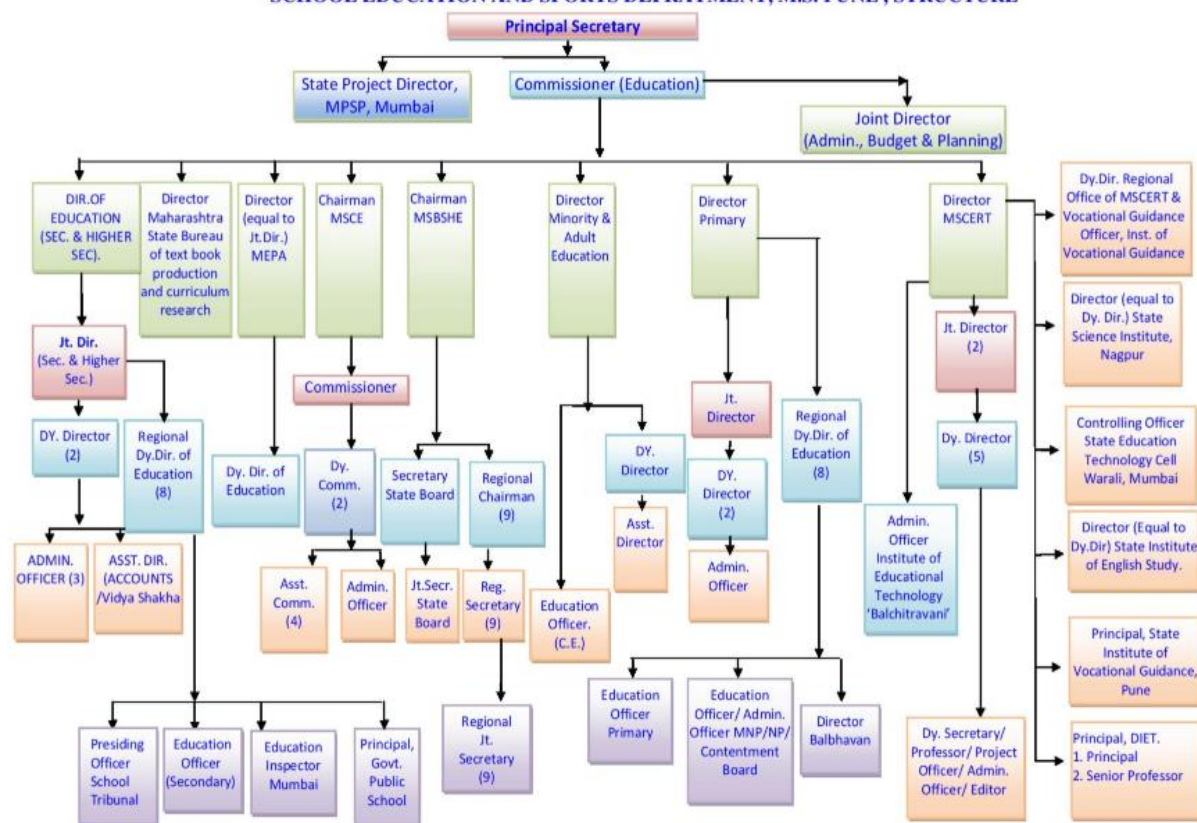 SCHOOL EDUCATION AND SPORTS DEPRATMENT, M.S. PUNE , STRUCTURE
Principal Secretary
State Project Director,
MPSP, Mumbai
Commissioner (Education)
Joint Director
(Admin., Budget & Planning)
DIR.OF
EDUCATION
(SEC. & HIGHER
SEC).
Director
Maharashtra
State Bureau
of text book
production
and curriculum
research
Director
(equal to
Jt.Dir.)
MEPA
Chairman
MSCE
Chairman
MSBSHE
Director
Minority &
Adult
Education
Director
Primary
Director
MSCERT
Dy.Dir. Regional
Office of MSCERT &
Vocational Guidance
Officer, Inst. of
Vocational Guidance
Director (equal to
Dy. Dir.) State
Science Institute,
Nagpur
Controlling Officer
State Education
Technology Cell
Warali, Mumbai
Director (Equal to
Dy.Dir) State Institute
of English Study.
Principal, State
Institute of
Vocational Guidance,
Pune
Principal, DIET.
1. Principal
2. Senior Professor
Jt. Dir.
(Sec. & Higher
Sec.)
Commissioner
Jt.
Director
Jt. Director
(2)
DY. Director
(2)
Regional
Dy.Dir. of
Education
(8)
Dy. Dir. of
Education
Dy.
Comm.
(2)
Secretary
State Board
Regional
Chairman
(9)
DY.
Director
DY.
Director
(2)
Regional
Dy.Dir. of
Education
(8)
Dy. Director
(5)
ADMIN.
OFFICER (3)
ASST. DIR.
(ACCOUNTS
/Vidya Shakha
Asst.
Comm.
(4)
Admin.
Officer
Jt.Secr.
State
Board
Reg.
Secretary
(9)
Education
Officer.
(C.E.)
Asst.
Director
Admin.
Officer
Admin.
Officer
Institute of
Educational
Technology
'Balchitravani'
Presiding
Officer
School
Tribunal
Education
Officer
(Secondary)
Education
Inspector
Mumbai
Principal,
Govt.
Public
School
Regional
Jt.
Secretary
(9)
Education
Officer
Primary
Education
Officer/ Admin.
Officer MNP/NP/
Contentment
Board
Director
Balbhavan
Dy. Secretary/
Professor/ Project
Officer/ Admin.
Officer/ Editor